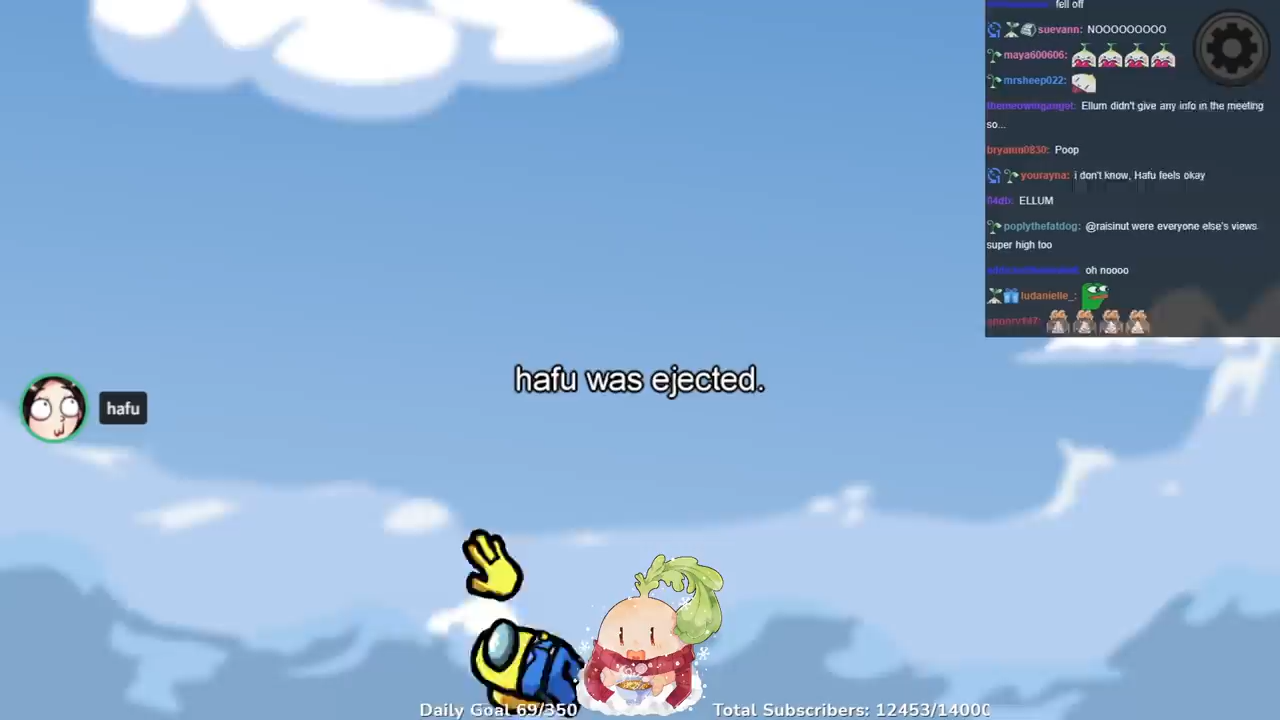 fell off
suevann: NOOOOOOOOO
maya600606:
mrsheep022:
themeowingangot: Ellum didn't give any info in the meeting
so...
bryann0830: Poop
yourayna: i don't know, Hafu feels okay
ELLUM
poplythefatdog: @raisinut were everyone else's views
super high too
oh noooo
ludanielle_:
hafu was ejected.
hafu
Daily Goal 69/350
Total Subscribers: 12453/14000